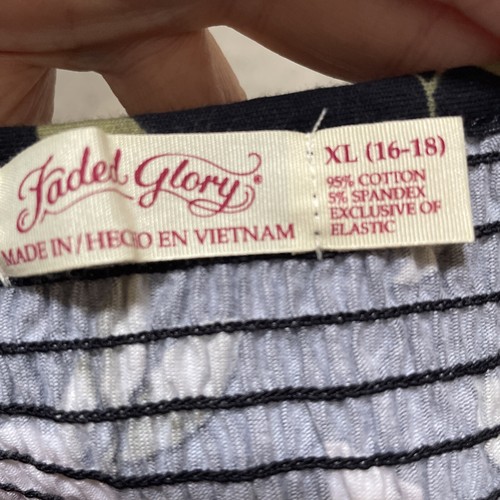 Faded Glory®
MADE IN/HECHO EN VIETNAM
XL (16-18)
95% COTTON
5% SPANDEX
EXCLUSIVE OF
ELASTIC